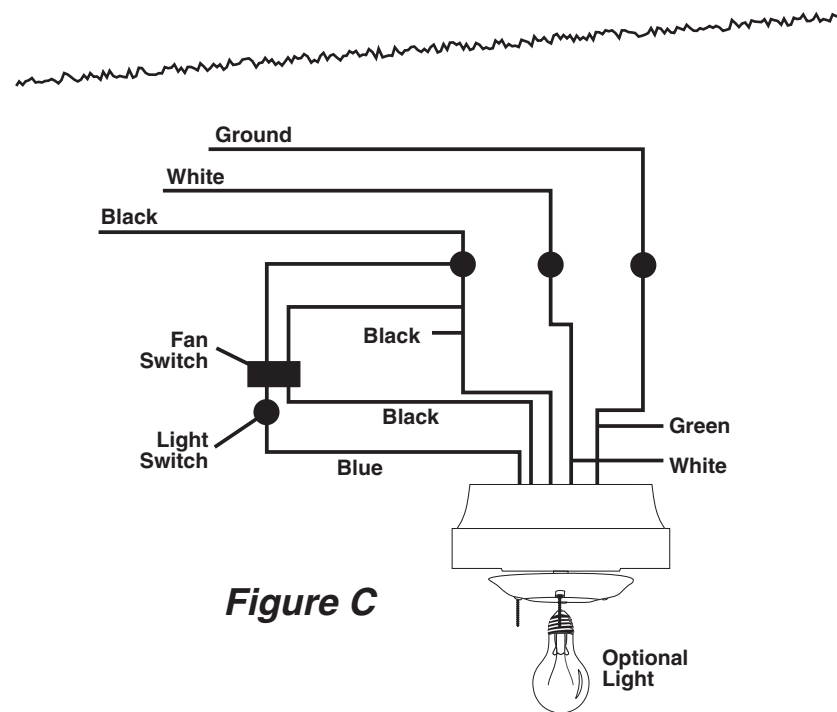 Ground
White
Black
Fan
Switch
Black
Black
Light
Switch
Green
White
Blue
Figure C
Optional
Light